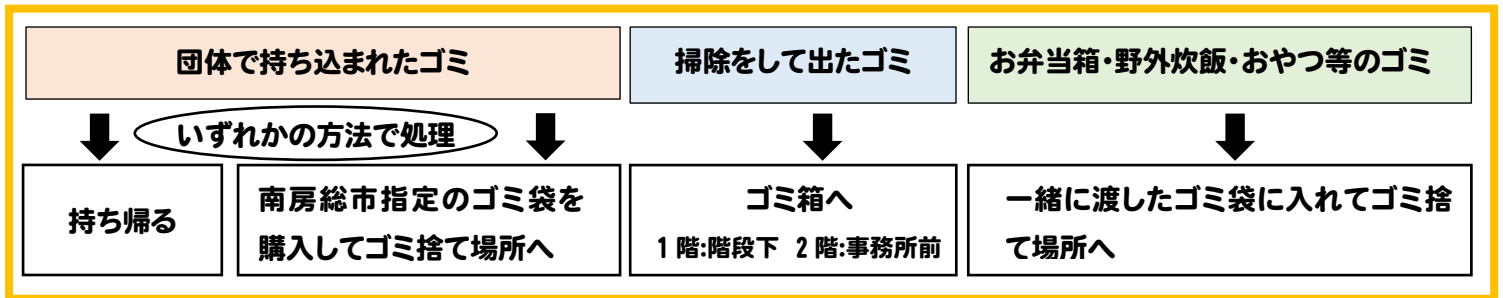 団体で持ち込まれたゴミ
掃除をして出たゴミ
お弁当箱・野外炊飯・おやつ等のゴミ
いずれかの方法で処理
持ち帰る
南房総市指定のゴミ袋を
購入してゴミ捨て場所へ
ゴミ箱へ
1階:階段下 2階:事務所前
一緒に渡したゴミ袋に入れてゴミ捨
て場所へ